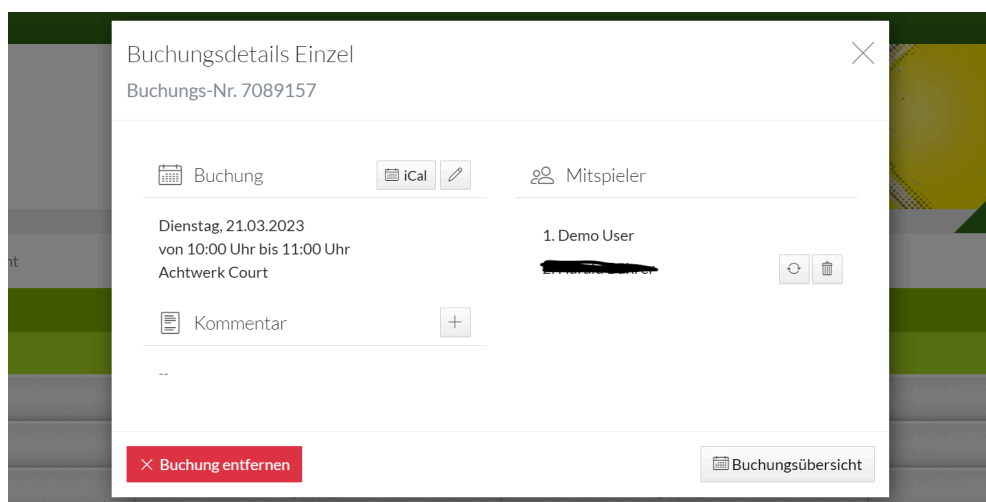 Buchungsdetails Einzel
Buchungs-Nr. 7089157
Buchung
iCal
Mitspieler
Dienstag, 21.03.2023
von 10:00 Uhr bis 11:00 Uhr
Achtwerk Court
1. Demo User
Kommentar
--
Buchung entfernen
Buchungsübersicht